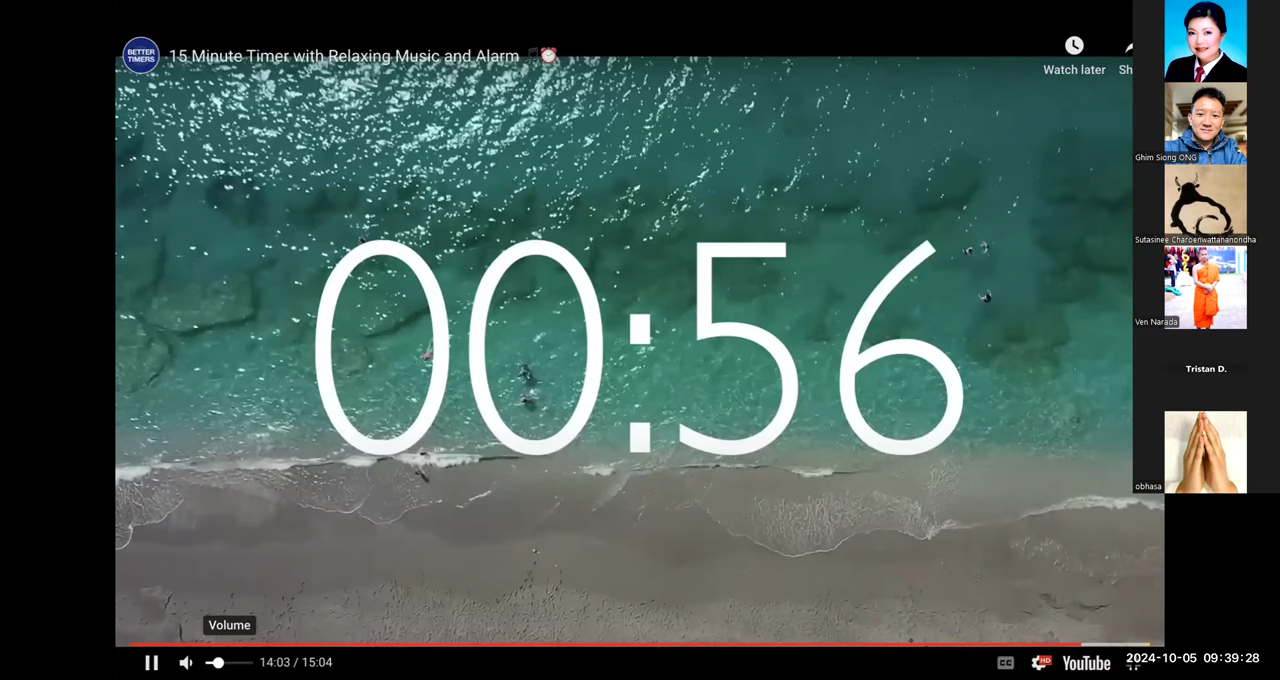 BETTER
TIMERS
15 Minute Timer with Relaxing Music and Alarm
Watch later
Sh
00:56
Ghim Siong ONG
Sutasinee Charoenwattananondha
Ven Narada
Tristan D.
obhasa
Volume
14:03 / 15:04
CC
HD
YouTube
2024-10-05 09:39:28